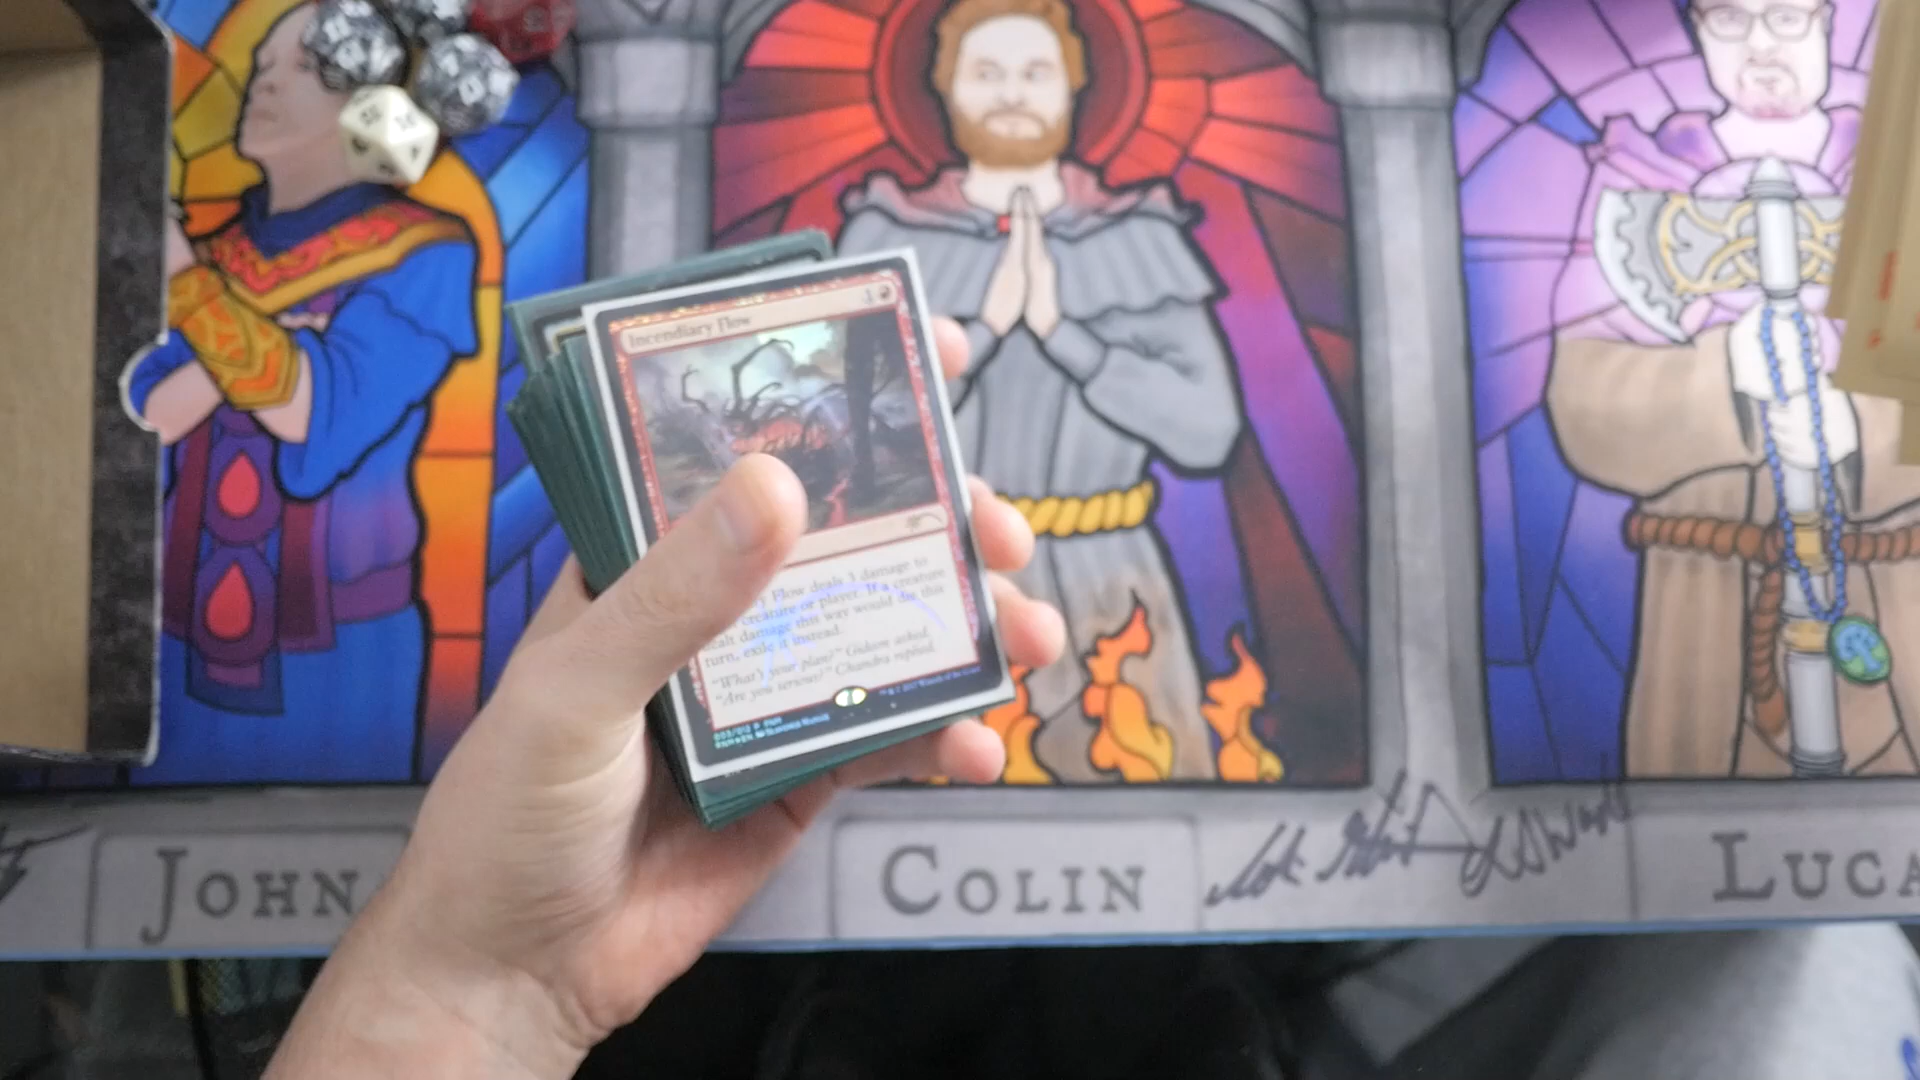 Incendiary Flow
1
Flow deals 3 damage to
creature or player. If a creature
dealt damage this way would die this
turn, exile it instead.
"What's your plan?" Gideon asked.
"Are you serious?" Chandra replied.
JOHN
COLIN
LUCA